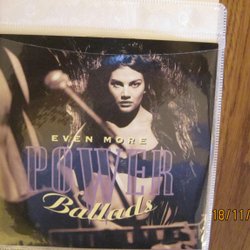 EVEN MORE
POWER
Ballads
18/11/